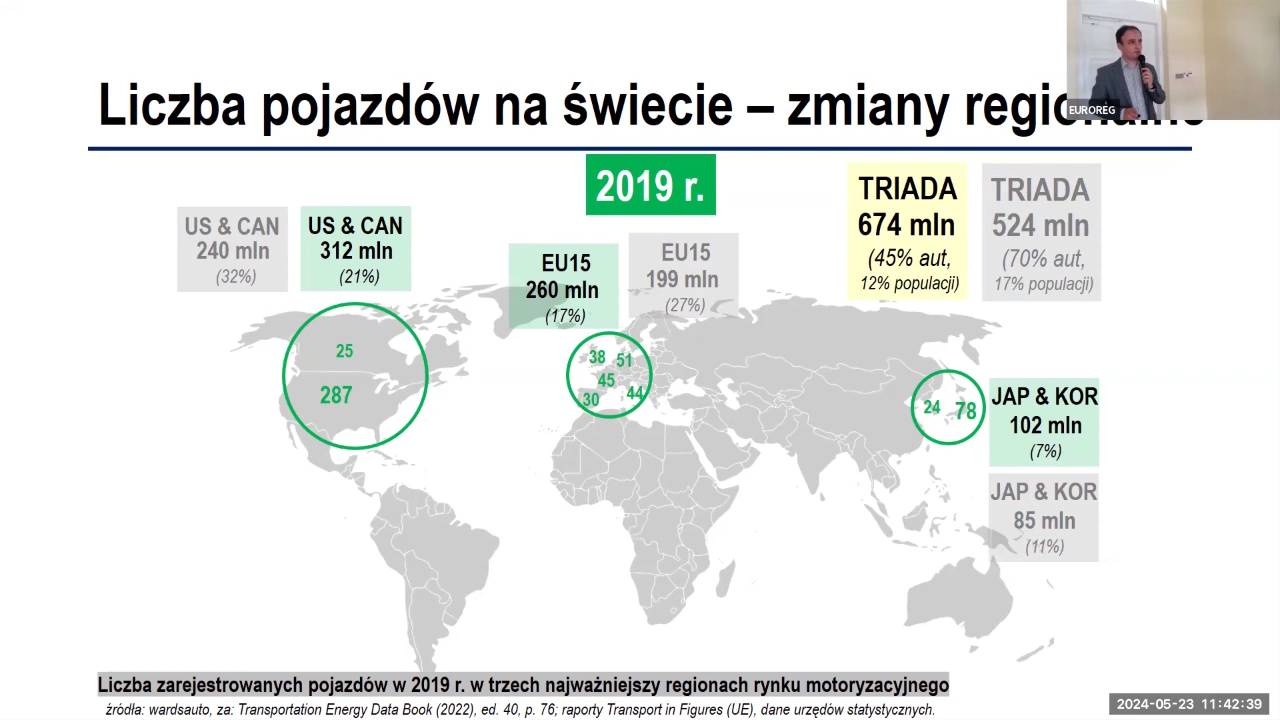 Liczba pojazdów na świecie – zmiany regionalne
EUROREG
2019 r.
TRIADA
674 mln
(45% aut,
12% populacji)
TRIADA
524 mln
(70% aut,
17% populacji)
US & CAN
240 mln
(32%)
US & CAN
312 mln
(21%)
EU15
260 mln
(17%)
EU15
199 mln
(27%)
25
287
38
51
45
30
44
24
78
JAP & KOR
102 mln
(7%)
JAP & KOR
85 mln
(11%)
Liczba zarejestrowanych pojazdów w 2019 r. w trzech najważniejszy regionach rynku motoryzacyjnego
źródła: wardsauto, za: Transportation Energy Data Book (2022), ed. 40, p. 76; raporty Transport in Figures (UE), dane urzędów statystycznych.
2024-05-23 11:42:39